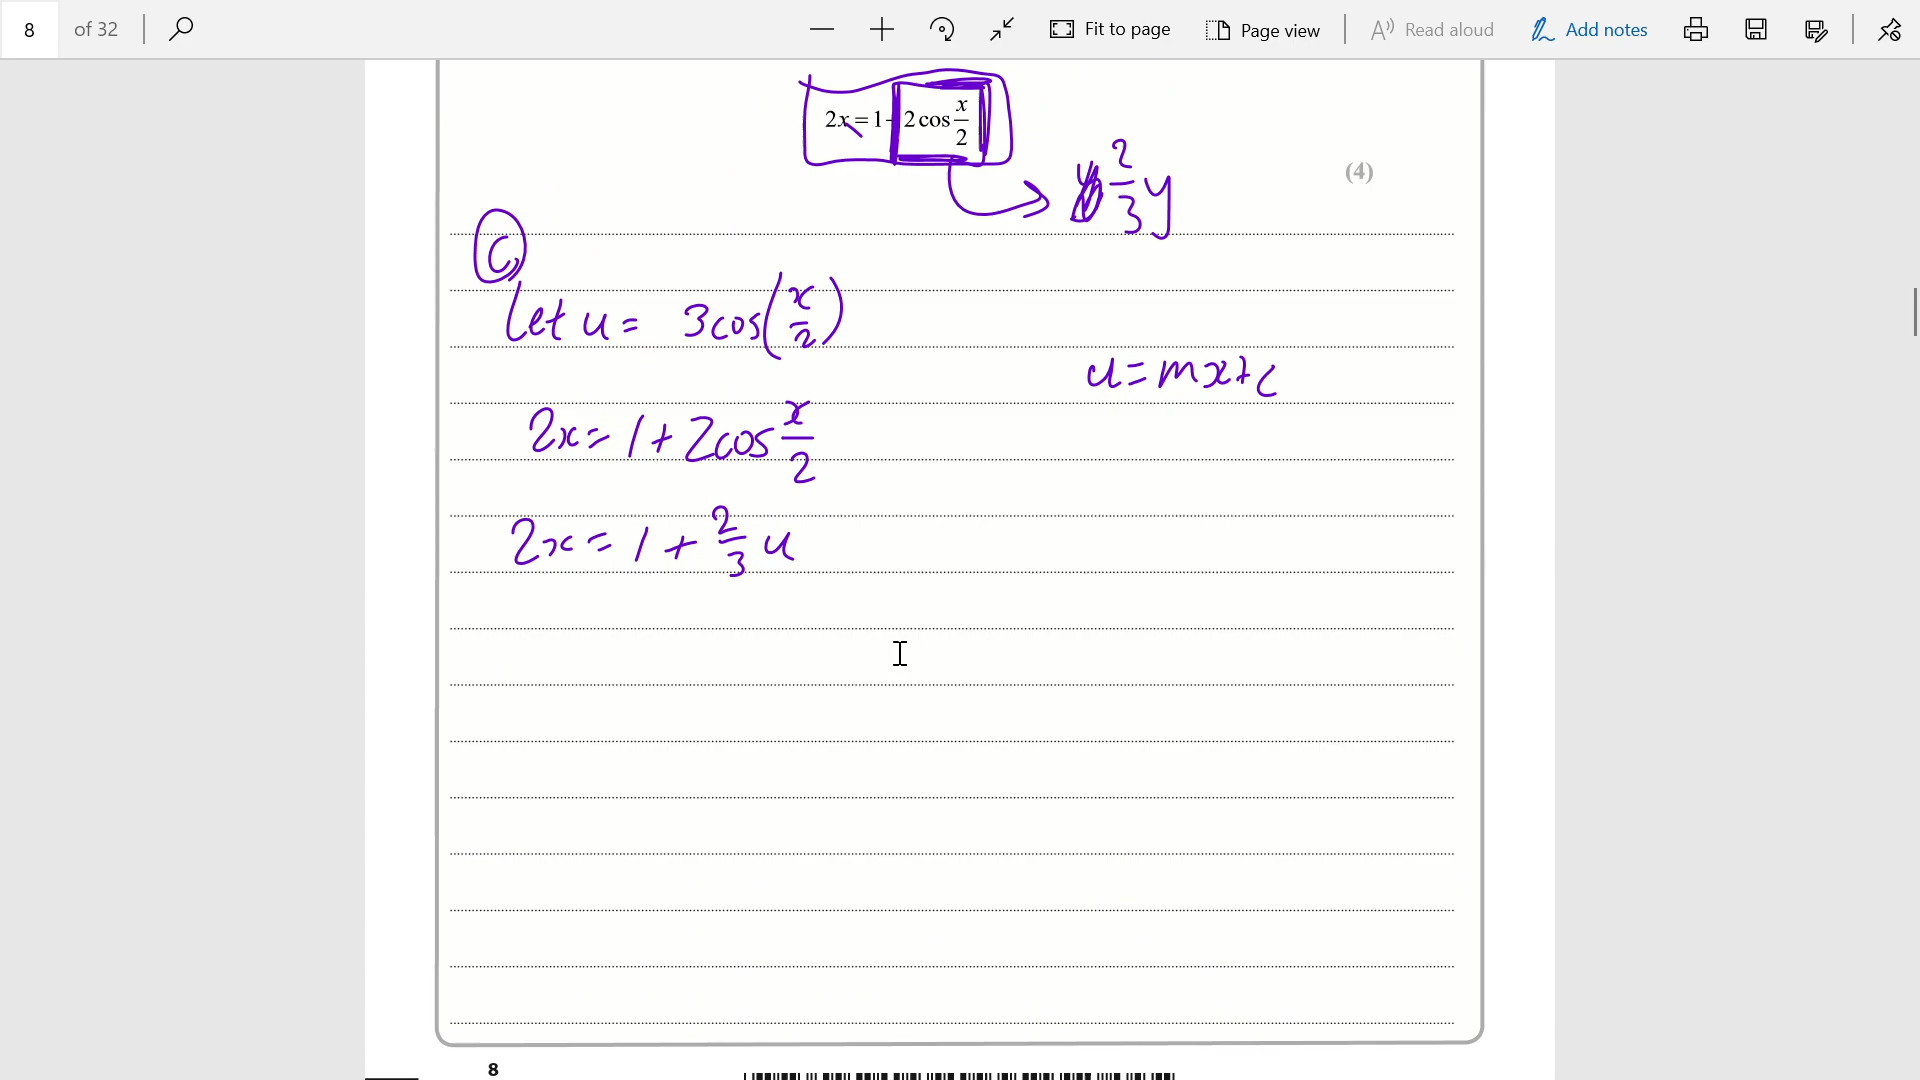 8 of 32 Fit to page Page view Read aloud Add notes
2x = 1 - 2 cos x/2
2/3 y
(4)
C,
let u = 3cos(x/2)
u = mx + c
2x = 1 + 2cos x/2
2x = 1 + 2/3 u
8